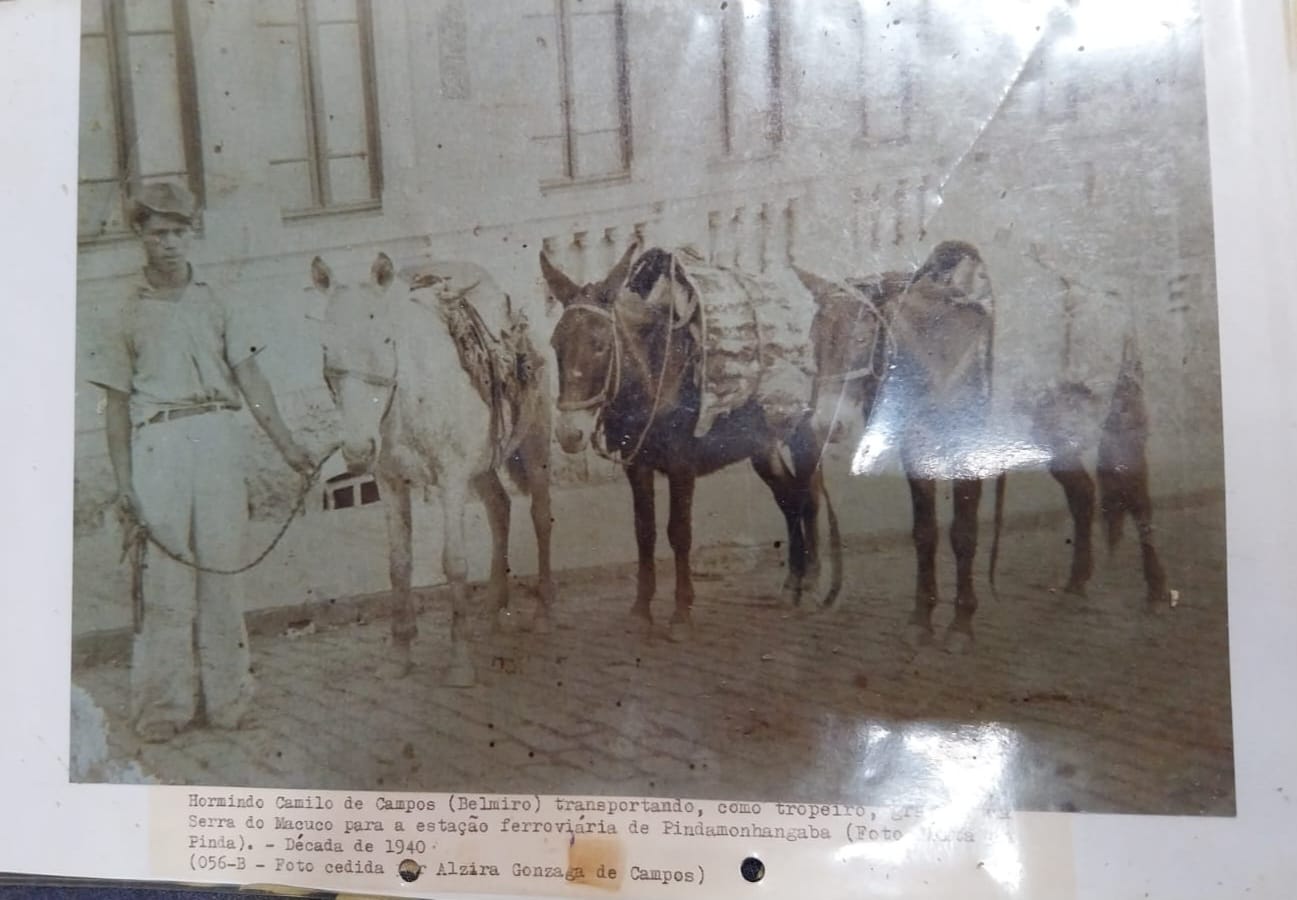 Hormindo Camilo de Campos (Belmiro) transportando, como tropeiro,
Serra do Macuco para a estação ferroviária de Pindamonhangaba (Foto
Pinda). - Década de 1940.
(056-B - Foto cedida Alzira Gonzaga de Campos)